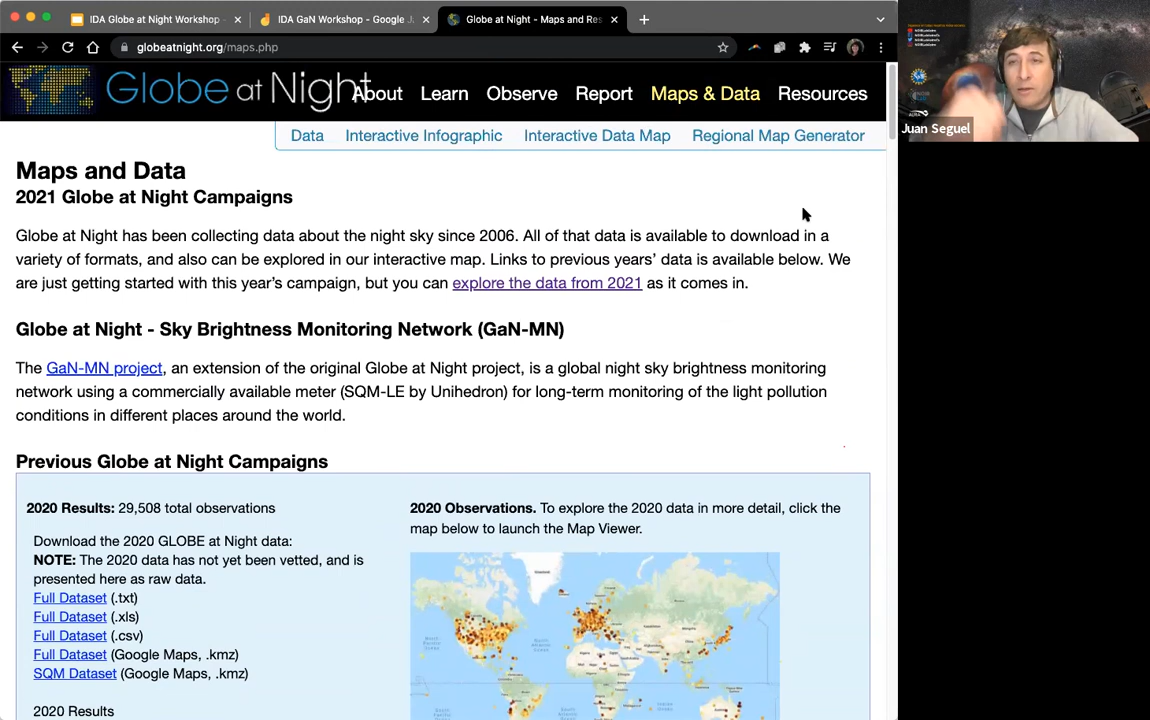 IDA Globe at Night Workshop
IDA GaN Workshop - Google J
Globe at Night - Maps and Res
globeatnight.org/maps.php
Globe at Night
About Learn Observe Report Maps & Data Resources
Data Interactive Infographic Interactive Data Map Regional Map Generator
Juan Seguel
Maps and Data
2021 Globe at Night Campaigns
Globe at Night has been collecting data about the night sky since 2006. All of that data is available to download in a
variety of formats, and also can be explored in our interactive map. Links to previous years’ data is available below. We
are just getting started with this year’s campaign, but you can explore the data from 2021 as it comes in.
Globe at Night - Sky Brightness Monitoring Network (GaN-MN)
The GaN-MN project, an extension of the original Globe at Night project, is a global night sky brightness monitoring
network using a commercially available meter (SQM-LE by Unihedron) for long-term monitoring of the light pollution
conditions in different places around the world.
Previous Globe at Night Campaigns
2020 Results: 29,508 total observations
Download the 2020 GLOBE at Night data:
NOTE: The 2020 data has not yet been vetted, and is
presented here as raw data.
Full Dataset (.txt)
Full Dataset (.xls)
Full Dataset (.csv)
Full Dataset (Google Maps, .kmz)
SQM Dataset (Google Maps, .kmz)
2020 Results
2020 Observations. To explore the 2020 data in more detail, click the
map below to launch the Map Viewer.